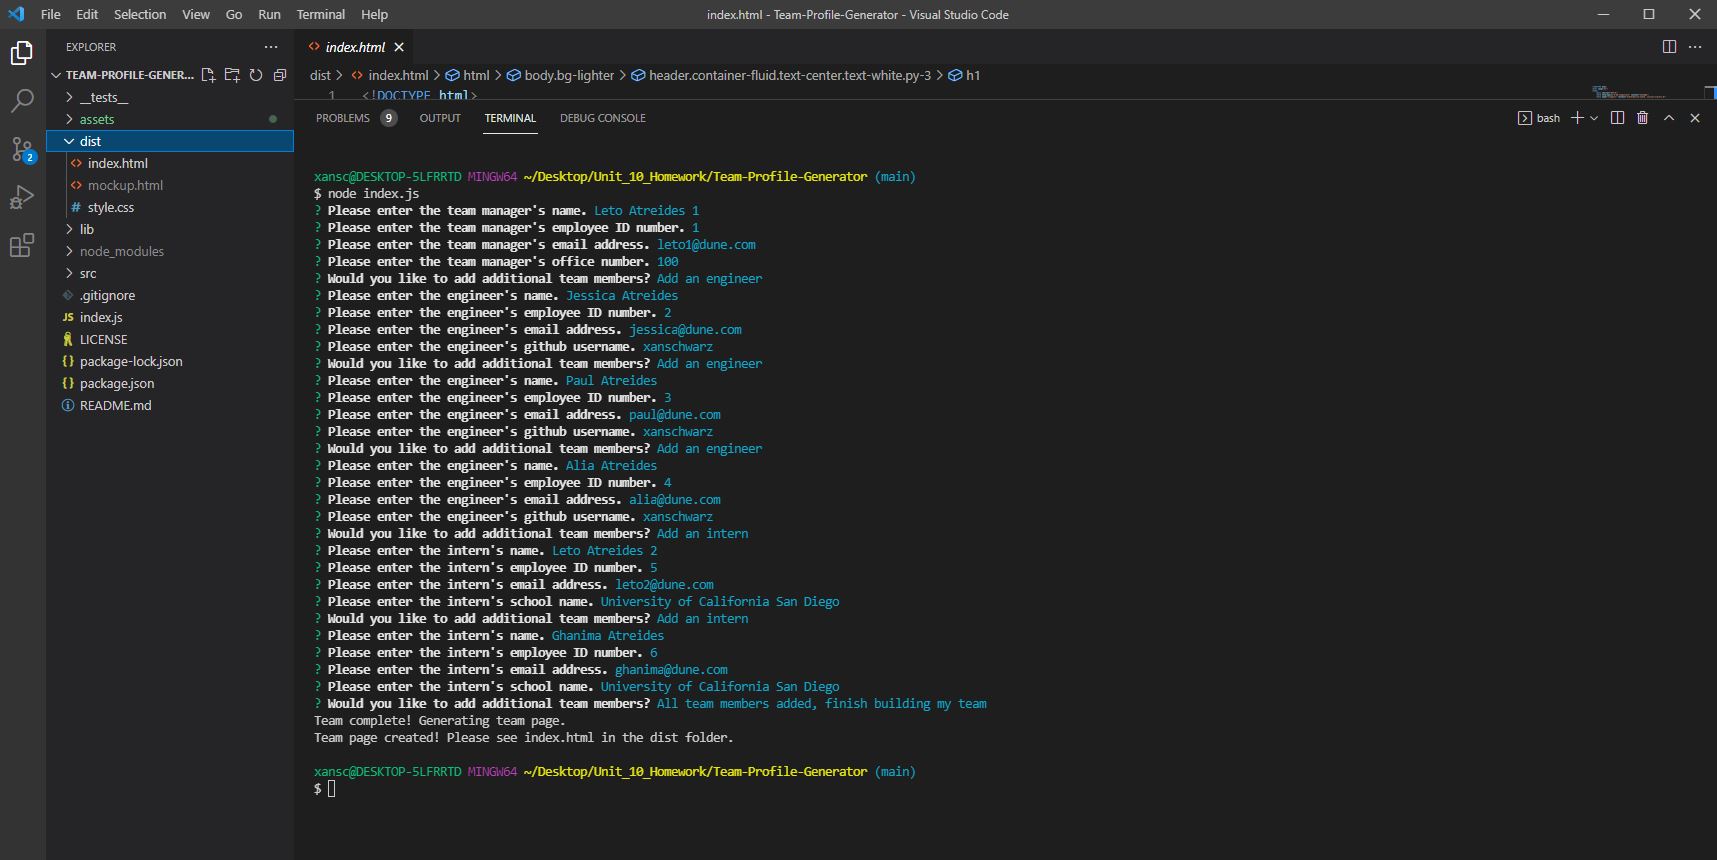 File Edit Selection View Go Run Terminal Help
index.html - Team-Profile-Generator - Visual Studio Code
EXPLORER
TEAM-PROFILE-GENER...
__tests__
assets
dist
index.html
mockup.html
style.css
lib
node_modules
src
.gitignore
index.js
LICENSE
package-lock.json
package.json
README.md
2
index.html
dist > index.html > html > body.bg-lighter > header.container-fluid.text-center.text-white.py-3 > h1
1 <!DOCTYPE html>
PROBLEMS 9 OUTPUT TERMINAL DEBUG CONSOLE
bash
xansc@DESKTOP-5LFRRTD MINGW64 ~/Desktop/Unit_10_Homework/Team-Profile-Generator (main)
$ node index.js
? Please enter the team manager's name. Leto Atreides 1
? Please enter the team manager's employee ID number. 1
? Please enter the team manager's email address. leto1@dune.com
? Please enter the team manager's office number. 100
? Would you like to add additional team members? Add an engineer
? Please enter the engineer's name. Jessica Atreides
? Please enter the engineer's employee ID number. 2
? Please enter the engineer's email address. jessica@dune.com
? Please enter the engineer's github username. xanschwarz
? Would you like to add additional team members? Add an engineer
? Please enter the engineer's name. Paul Atreides
? Please enter the engineer's employee ID number. 3
? Please enter the engineer's email address. paul@dune.com
? Please enter the engineer's github username. xanschwarz
? Would you like to add additional team members? Add an engineer
? Please enter the engineer's name. Alia Atreides
? Please enter the engineer's employee ID number. 4
? Please enter the engineer's email address. alia@dune.com
? Please enter the engineer's github username. xanschwarz
? Would you like to add additional team members? Add an intern
? Please enter the intern's name. Leto Atreides 2
? Please enter the intern's employee ID number. 5
? Please enter the intern's email address. leto2@dune.com
? Please enter the intern's school name. University of California San Diego
? Would you like to add additional team members? Add an intern
? Please enter the intern's name. Ghanima Atreides
? Please enter the intern's employee ID number. 6
? Please enter the intern's email address. ghanima@dune.com
? Please enter the intern's school name. University of California San Diego
? Would you like to add additional team members? All team members added, finish building my team
Team complete! Generating team page.
Team page created! Please see index.html in the dist folder.
xansc@DESKTOP-5LFRRTD MINGW64 ~/Desktop/Unit_10_Homework/Team-Profile-Generator (main)
$